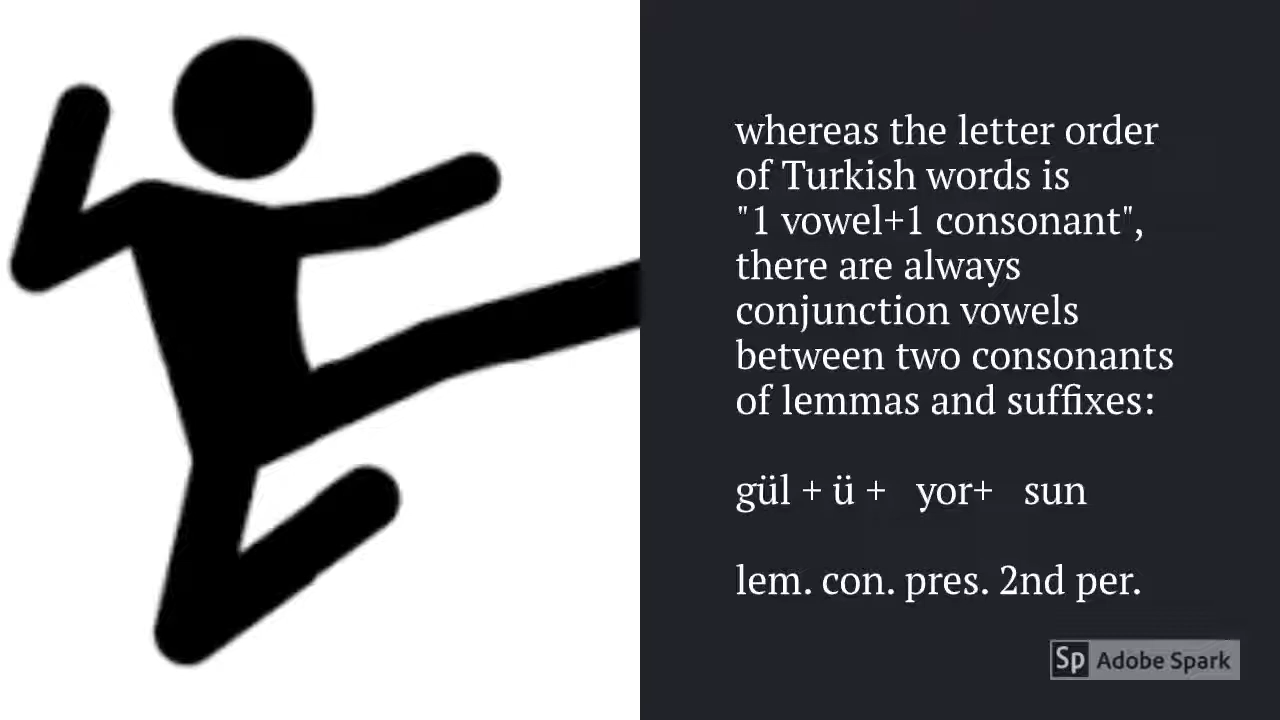 whereas the letter order
of Turkish words is
"1 vowel+1 consonant",
there are always
conjunction vowels
between two consonants
of lemmas and suffixes:
gül + ü + yor+ sun
lem. con. pres. 2nd per.
Sp Adobe Spark